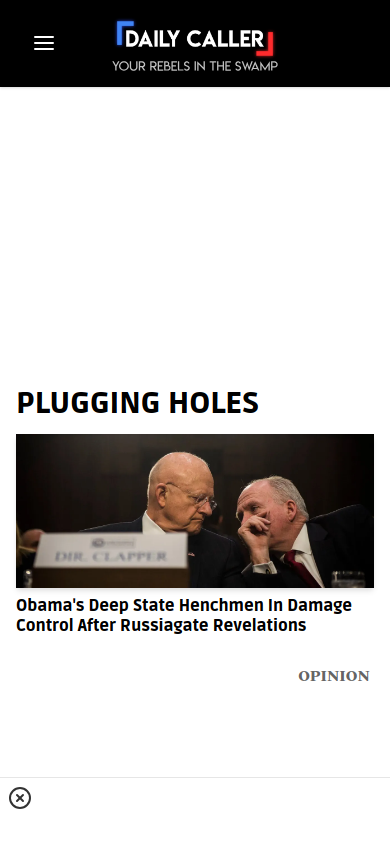 DAILY CALLER
YOUR REBELS IN THE SWAMP
PLUGGING HOLES
DIR. CLAPPER
Obama's Deep State Henchmen In Damage
Control After Russiagate Revelations
OPINION